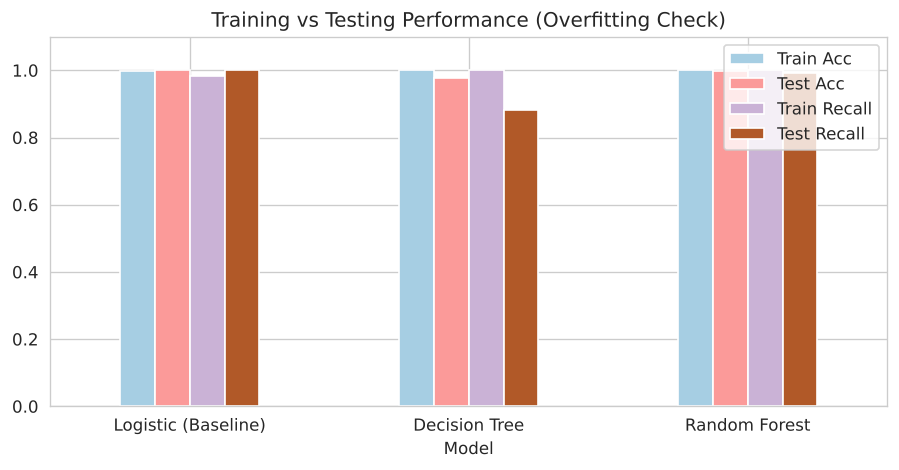 Training vs Testing Performance (Overfitting Check)
1.0
0.8
0.6
0.4
0.2
0.0
Train Acc
Test Acc
Train Recall
Test Recall
Logistic (Baseline)
Decision Tree
Random Forest
Model